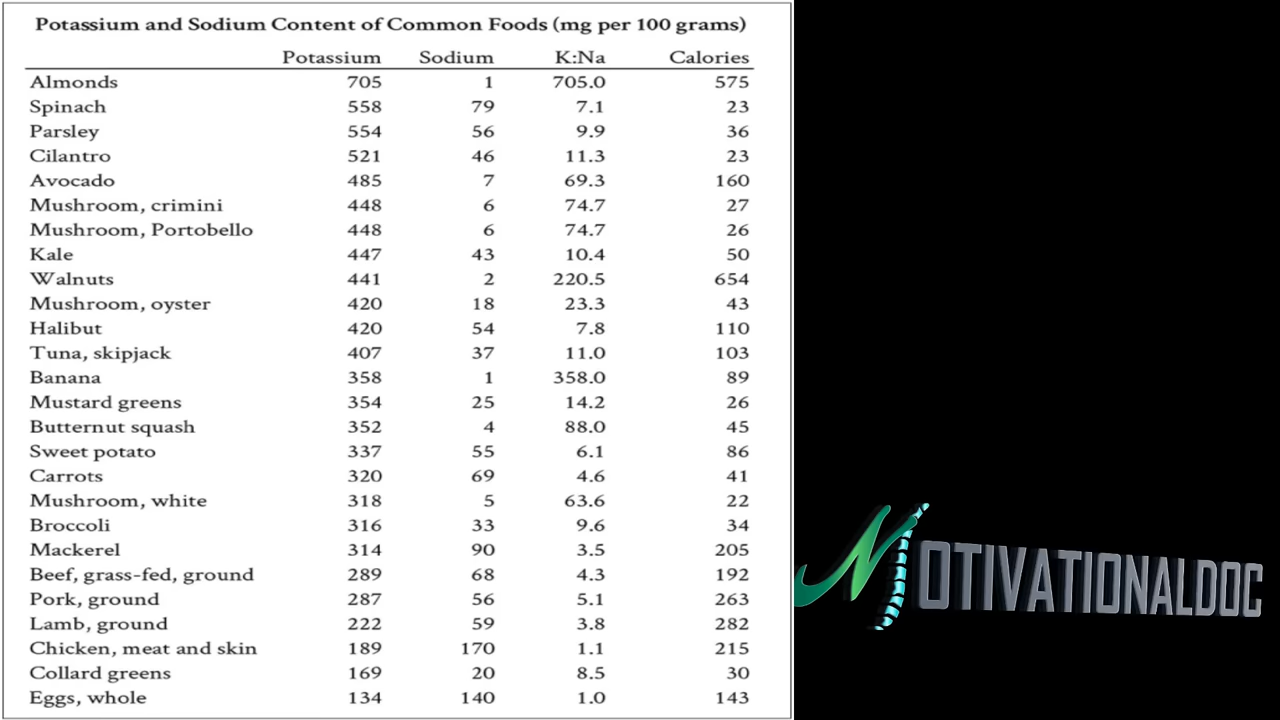 Potassium and Sodium Content of Common Foods (mg per 100 grams)
Potassium Sodium K:Na Calories
Almonds 705 1 705.0 575
Spinach 558 79 7.1 23
Parsley 554 56 9.9 36
Cilantro 521 46 11.3 23
Avocado 485 7 69.3 160
Mushroom, crimini 448 6 74.7 27
Mushroom, Portobello 448 6 74.7 26
Kale 447 43 10.4 50
Walnuts 441 2 220.5 654
Mushroom, oyster 420 18 23.3 43
Halibut 420 54 7.8 110
Tuna, skipjack 407 37 11.0 103
Banana 358 1 358.0 89
Mustard greens 354 25 14.2 26
Butternut squash 352 4 88.0 45
Sweet potato 337 55 6.1 86
Carrots 320 69 4.6 41
Mushroom, white 318 5 63.6 22
Broccoli 316 33 9.6 34
Mackerel 314 90 3.5 205
Beef, grass-fed, ground 289 68 4.3 192
Pork, ground 287 56 5.1 263
Lamb, ground 222 59 3.8 282
Chicken, meat and skin 189 170 1.1 215
Collard greens 169 20 8.5 30
Eggs, whole 134 140 1.0 143
MOTIVATIONALDOC